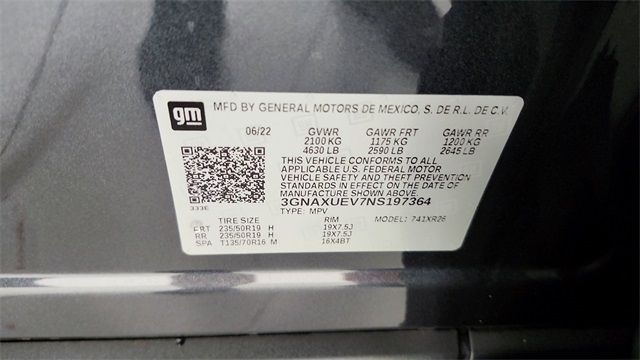 gm MFD BY GENERAL MOTORS DE MEXICO, S. DE R.L. DE C.V.
06/22 GVWR GAWR FRT GAWR RR
2100 KG 1175 KG 1200 KG
4630 LB 2590 LB 2645 LB
THIS VEHICLE CONFORMS TO ALL
APPLICABLE U.S. FEDERAL MOTOR
VEHICLE SAFETY AND THEFT PREVENTION
STANDARDS IN EFFECT ON THE DATE OF
MANUFACTURE SHOWN ABOVE.
3GNAXUEV7NS197364
333E TYPE: MPV MODEL: 741XR26
TIRE SIZE RIM
FRT 235/50R19 H 19X7.5J
RR 235/50R19 H 19X7.5J
SPA T135/70R16 M 16X4BT